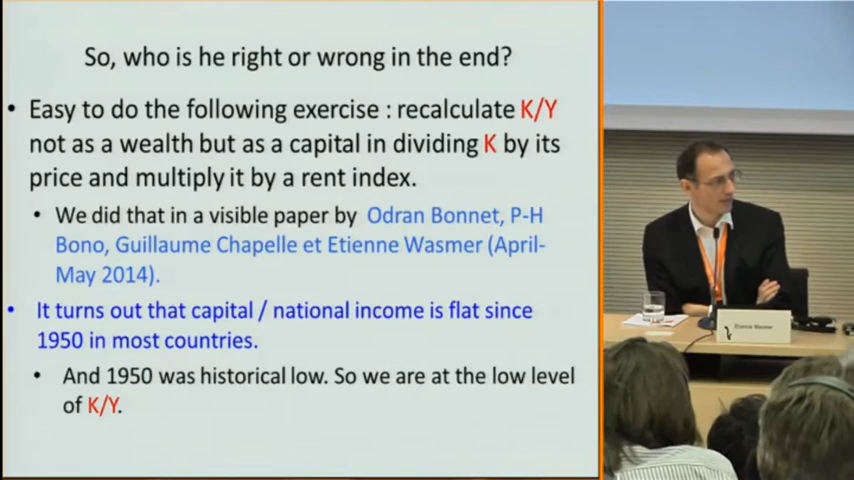 So, who is he right or wrong in the end?
• Easy to do the following exercise : recalculate K/Y
not as a wealth but as a capital in dividing K by its
price and multiply it by a rent index.
• We did that in a visible paper by Odran Bonnet, P-H
Bono, Guillaume Chapelle et Etienne Wasmer (April-
May 2014).
• It turns out that capital / national income is flat since
1950 in most countries.
• And 1950 was historical low. So we are at the low level
of K/Y.
Etienne Wasmer